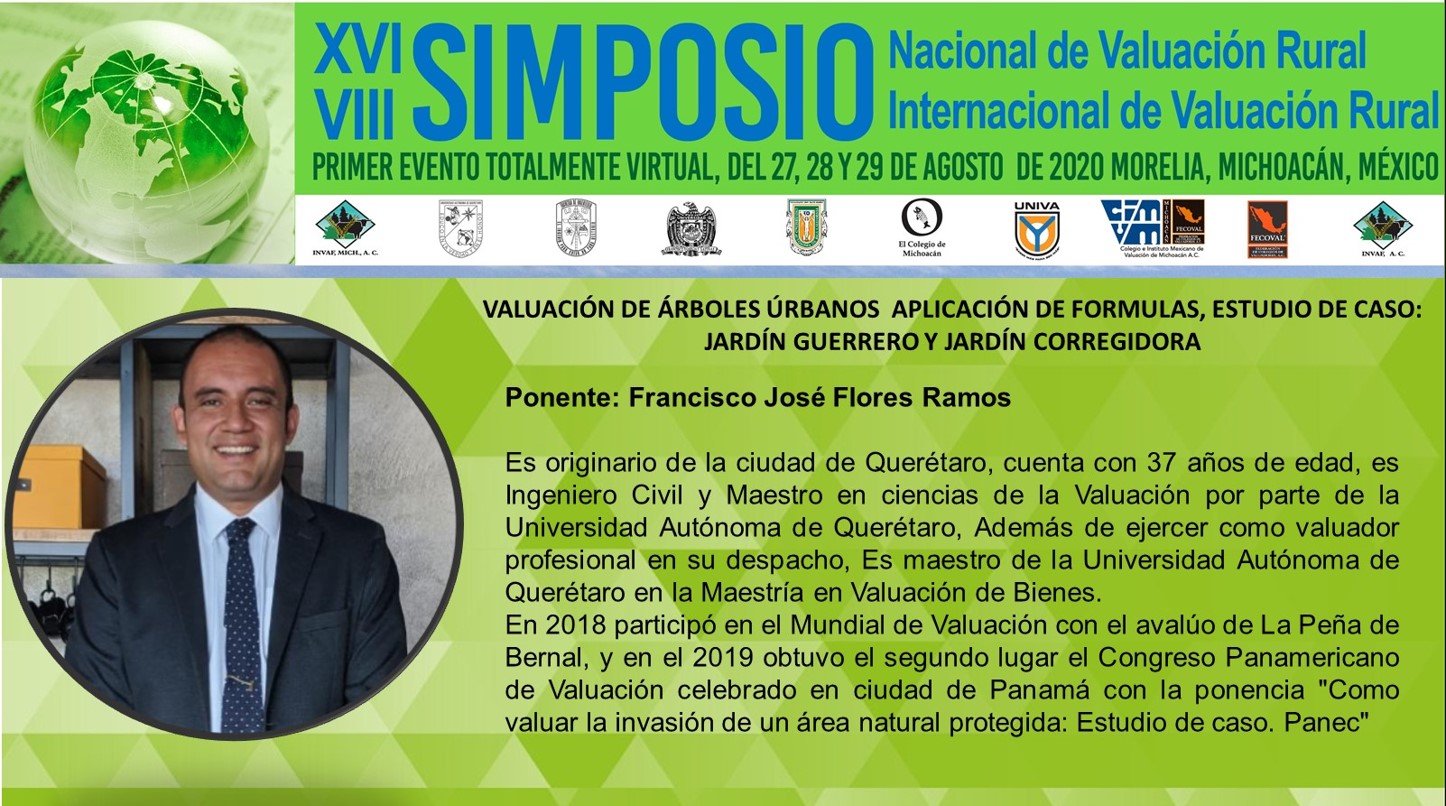 XVI
VIII
SIMPOSIO
Nacional de Valuación Rural
Internacional de Valuación Rural
PRIMER EVENTO TOTALMENTE VIRTUAL, DEL 27, 28 Y 29 DE AGOSTO DE 2020 MORELIA, MICHOACÁN, MÉXICO
INVAF, MICH., A. C.
El Colegio de
Michoacán
UNIVA
MICHOACÁN
FECOVAL
Colegio e Instituto Mexicano de
Valuación de Michoacán A.C.
FECOVAL
INVAF, A. C.
VALUACIÓN DE ÁRBOLES ÚRBANOS APLICACIÓN DE FORMULAS, ESTUDIO DE CASO:
JARDÍN GUERRERO Y JARDÍN CORREGIDORA
Ponente: Francisco José Flores Ramos
Es originario de la ciudad de Querétaro, cuenta con 37 años de edad, es
Ingeniero Civil y Maestro en ciencias de la Valuación por parte de la
Universidad Autónoma de Querétaro, Además de ejercer como valuador
profesional en su despacho, Es maestro de la Universidad Autónoma de
Querétaro en la Maestría en Valuación de Bienes.
En 2018 participó en el Mundial de Valuación con el avalúo de La Peña de
Bernal, y en el 2019 obtuvo el segundo lugar el Congreso Panamericano
de Valuación celebrado en ciudad de Panamá con la ponencia "Como
valuar la invasión de un área natural protegida: Estudio de caso. Panec"